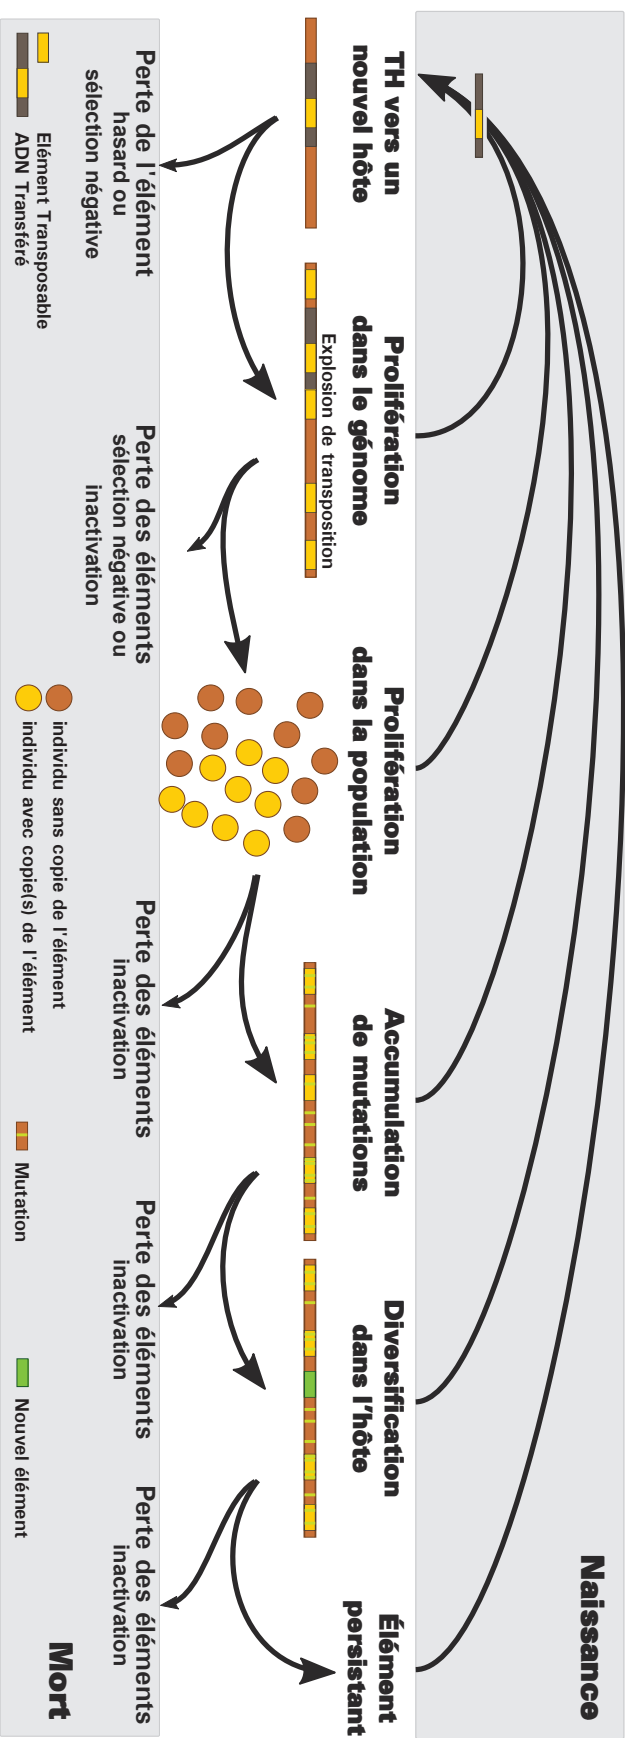 Naissance
TH vers un
nouvel hôte
Prolifération
dans le génome
Explosion de transposition
Prolifération
dans la population
Accumulation
de mutations
Diversification
dans l'hôte
Élément
persistant
Perte de l'élément
hasard ou
sélection négative
Perte des éléments
sélection négative ou
inactivation
Perte des éléments
inactivation
Perte des éléments
inactivation
Perte des éléments
inactivation
Mort
Elément Transposable
ADN Transféré
individu sans copie de l'élément
individu avec copie(s) de l'élément
Mutation
Nouvel élément